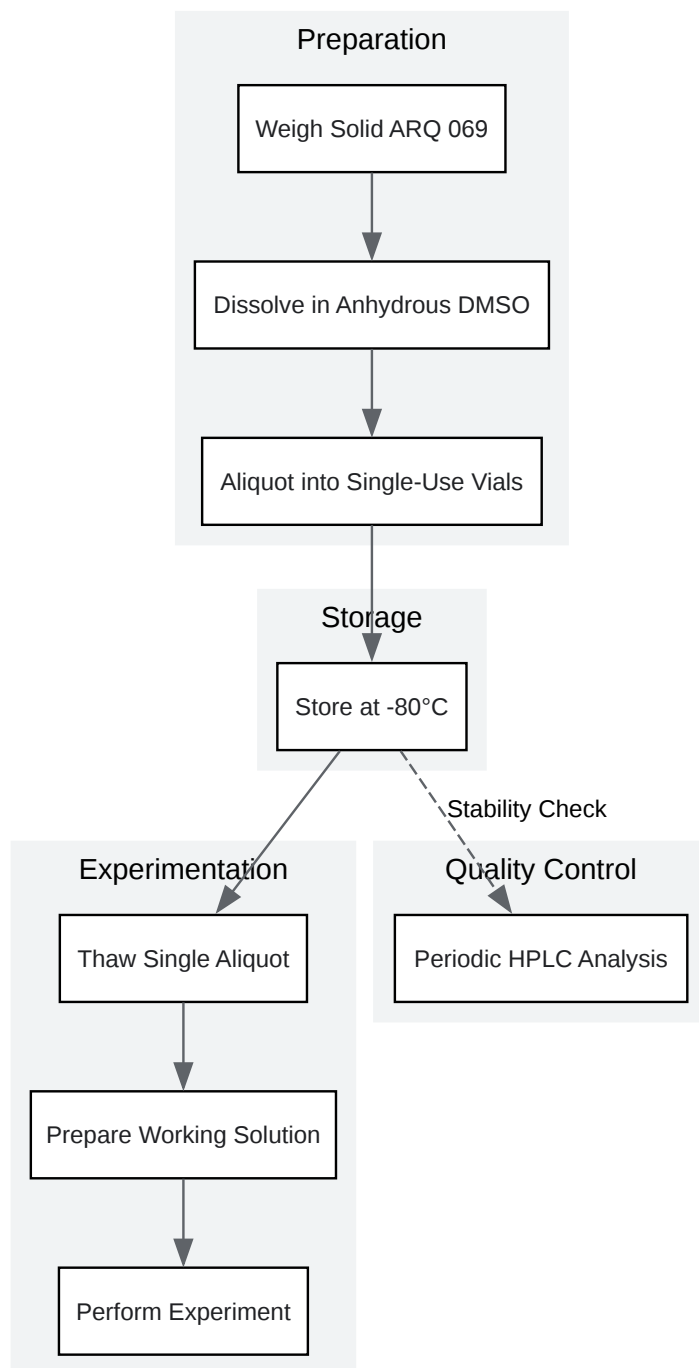 Preparation
Weigh Solid ARQ 069
Dissolve in Anhydrous DMSO
Aliquot into Single-Use Vials
Storage
Store at -80°C
Stability Check
Experimentation
Thaw Single Aliquot
Prepare Working Solution
Perform Experiment
Quality Control
Periodic HPLC Analysis